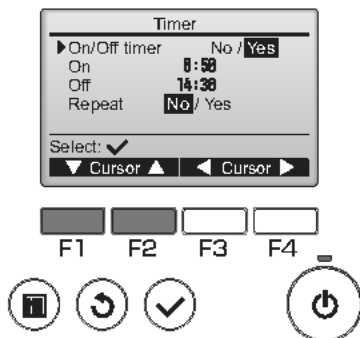 Timer
On/Off timer No / Yes
On 8:50
Off 14:30
Repeat No / Yes
Select: ✔
▼ Cursor ▲ ◀ Cursor ▶
F1 F2 F3 F4